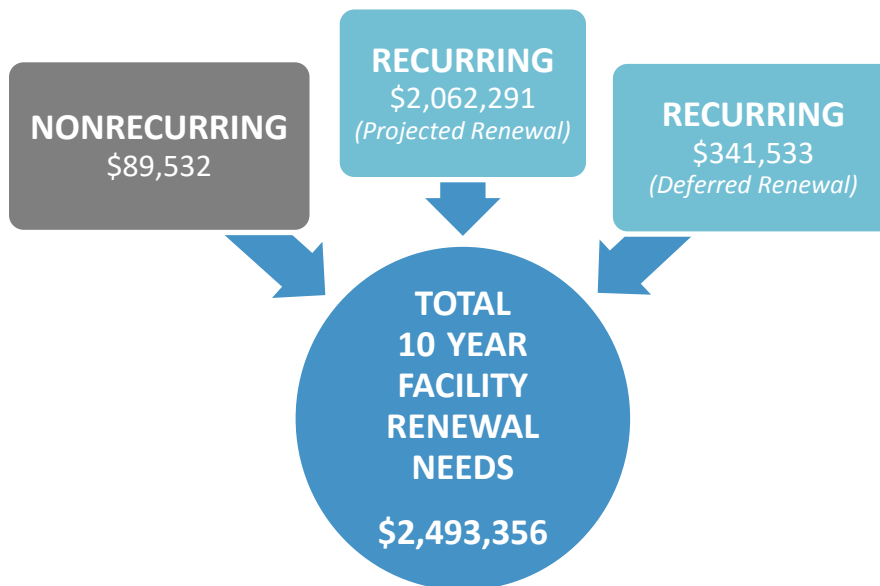 NONRECURRING
$89,532
RECURRING
$2,062,291
(Projected Renewal)
RECURRING
$341,533
(Deferred Renewal)
TOTAL
10 YEAR
FACILITY
RENEWAL
NEEDS
$2,493,356